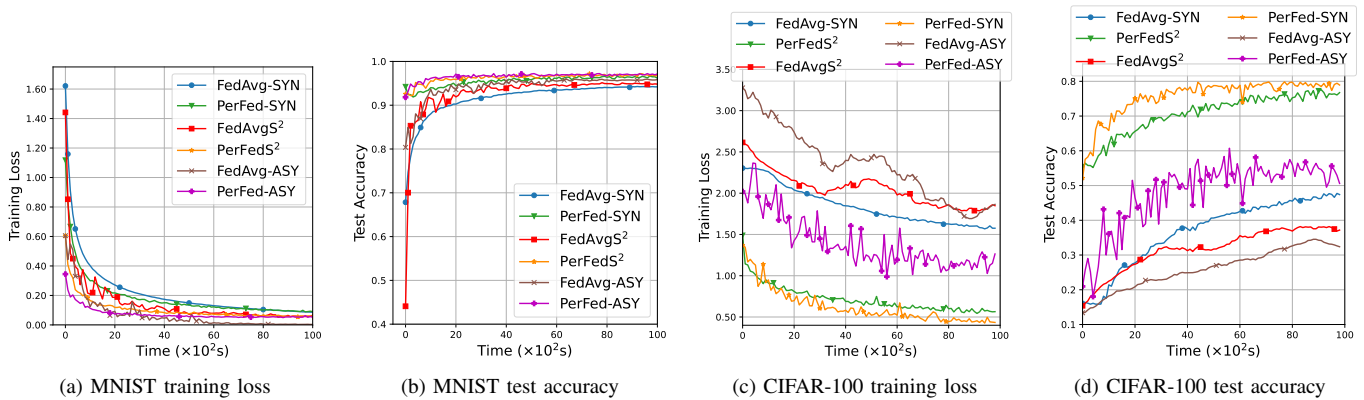 FedAvg-SYN
PerFed-SYN
FedAvgS²
PerFedS²
FedAvg-ASY
PerFed-ASY
Training Loss
1.60
1.40
1.20
1.00
0.80
0.60
0.40
0.20
0.00
0 20 40 60 80 100
Time (×10²s)
(a) MNIST training loss
FedAvg-SYN
PerFed-SYN
FedAvgS²
PerFedS²
FedAvg-ASY
PerFed-ASY
Test Accuracy
1.0
0.9
0.8
0.7
0.6
0.5
0.4
0 20 40 60 80 100
Time (×10²s)
(b) MNIST test accuracy
FedAvg-SYN PerFed-SYN
PerFedS² FedAvg-ASY
FedAvgS² PerFed-ASY
Training Loss
3.5
3.00
2.50
2.00
1.50
1.00
0.50
0 20 40 60 80 100
Time (×10²s)
(c) CIFAR-100 training loss
FedAvg-SYN PerFed-SYN
PerFedS² FedAvg-ASY
FedAvgS² PerFed-ASY
Test Accuracy
0.8
0.7
0.6
0.5
0.4
0.3
0.2
0.1
0 20 40 60 80 100
Time (×10²s)
(d) CIFAR-100 test accuracy